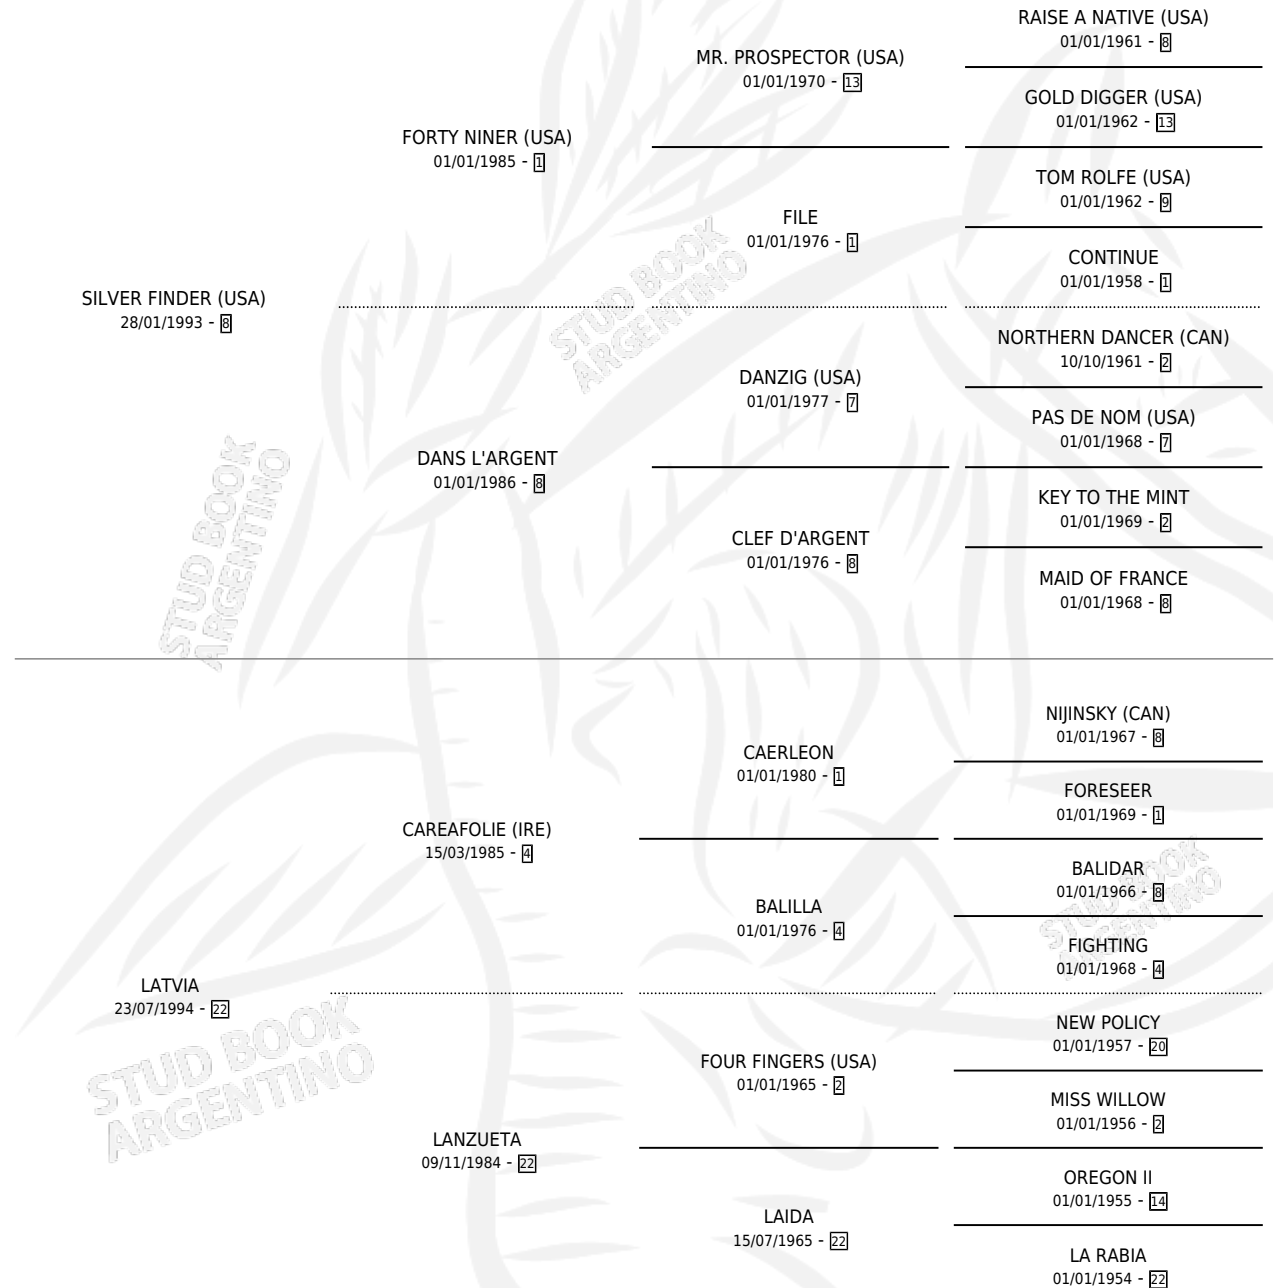 RAISE A NATIVE (USA)
01/01/1961 - 8
MR. PROSPECTOR (USA)
01/01/1970 - 13
GOLD DIGGER (USA)
01/01/1962 - 13
FORTY NINER (USA)
01/01/1985 - 1
TOM ROLFE (USA)
01/01/1962 - 9
FILE
01/01/1976 - 1
CONTINUE
01/01/1958 - 1
SILVER FINDER (USA)
28/01/1993 - 8
NORTHERN DANCER (CAN)
10/10/1961 - 2
DANZIG (USA)
01/01/1977 - 7
PAS DE NOM (USA)
01/01/1968 - 7
DANS L'ARGENT
01/01/1986 - 8
KEY TO THE MINT
01/01/1969 - 2
CLEF D'ARGENT
01/01/1976 - 8
MAID OF FRANCE
01/01/1968 - 8
NIJINSKY (CAN)
01/01/1967 - 8
CAERLEON
01/01/1980 - 1
FORESEER
01/01/1969 - 1
CAREAFOLIE (IRE)
15/03/1985 - 4
BALIDAR
01/01/1966 - 8
BALILLA
01/01/1976 - 4
FIGHTING
01/01/1968 - 4
LATVIA
23/07/1994 - 22
NEW POLICY
01/01/1957 - 20
FOUR FINGERS (USA)
01/01/1965 - 2
MISS WILLOW
01/01/1956 - 2
LANZUETA
09/11/1984 - 22
OREGON II
01/01/1955 - 14
LAIDA
15/07/1965 - 22
LA RABIA
01/01/1954 - 22
STUD BOOK
ARGENTINO
STUD BOOK
ARGENTINO
STUD BOOK
ARGENTINO
STUD BOOK
ARGENTINO